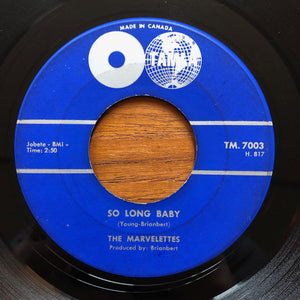 MADE IN CANADA
TAMLA
Jobete - BMI -
Time: 2:50
TM. 7003
H. 817
SO LONG BABY
(Young-Brianbert)
THE MARVELETTES
Produced by: Brianbert